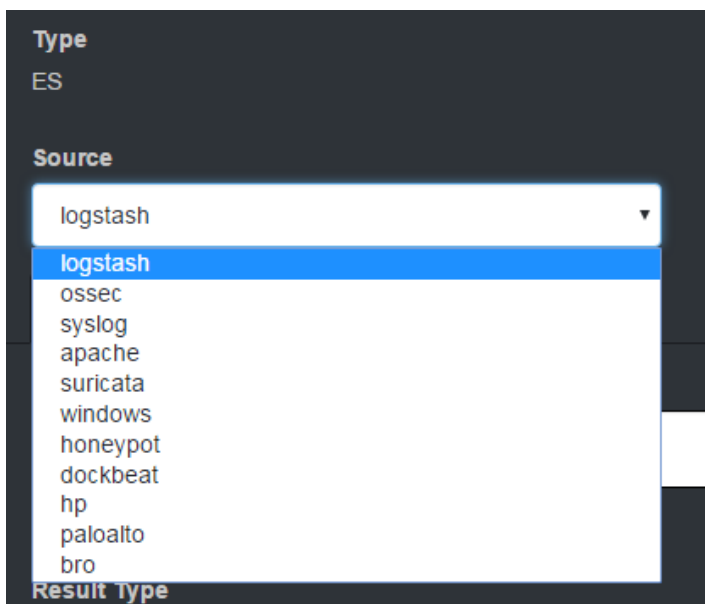 Type
ES
Source
logstash
logstash
ossec
syslog
apache
suricata
windows
honeypot
dockbeat
hp
paloalto
bro
Result Type